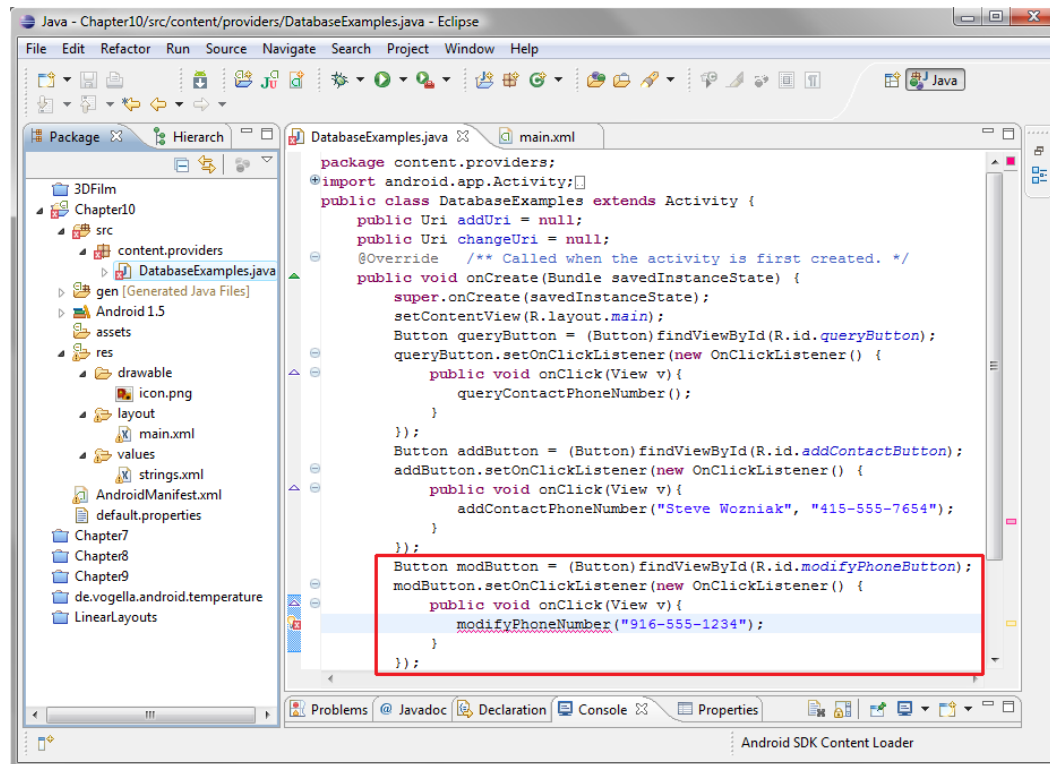 Java - Chapter10/src/content/providers/DatabaseExamples.java - Eclipse
File Edit Refactor Run Source Navigate Search Project Window Help
Java
Package
Hierarch
3DFilm
Chapter10
src
content.providers
DatabaseExamples.java
gen [Generated Java Files]
Android 1.5
assets
res
drawable
icon.png
layout
main.xml
values
strings.xml
AndroidManifest.xml
default.properties
Chapter7
Chapter8
Chapter9
de.vogella.android.temperature
LinearLayouts
DatabaseExamples.java
main.xml
package content.providers;
import android.app.Activity;
public class DatabaseExamples extends Activity {
public Uri addUri = null;
public Uri changeUri = null;
@Override /** Called when the activity is first created. */
public void onCreate(Bundle savedInstanceState) {
super.onCreate(savedInstanceState);
setContentView(R.layout.main);
Button queryButton = (Button)findViewById(R.id.queryButton);
queryButton.setOnClickListener(new OnClickListener() {
public void onClick(View v){
queryContactPhoneNumber();
}
});
Button addButton = (Button)findViewById(R.id.addContactButton);
addButton.setOnClickListener(new OnClickListener() {
public void onClick(View v){
addContactPhoneNumber("Steve Wozniak", "415-555-7654");
}
});
Button modButton = (Button)findViewById(R.id.modifyPhoneButton);
modButton.setOnClickListener(new OnClickListener() {
public void onClick(View v){
modifyPhoneNumber("916-555-1234");
}
});
Problems
@ Javadoc
Declaration
Console
Properties
Android SDK Content Loader